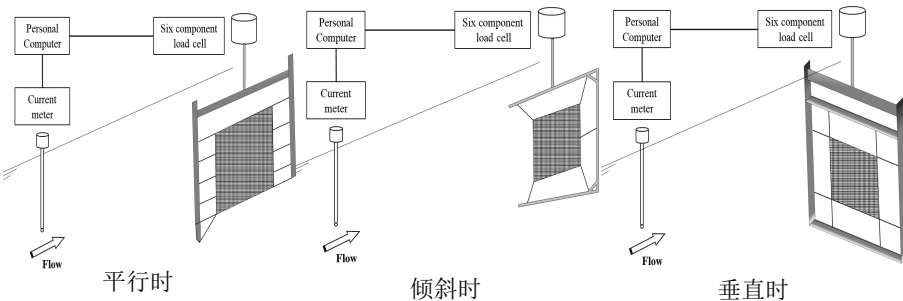 Personal
Computer
Six component
load cell
Current
meter
Flow
平行时
Personal
Computer
Six component
load cell
Current
meter
Flow
倾斜时
Personal
Computer
Six component
load cell
Current
meter
Flow
垂直时